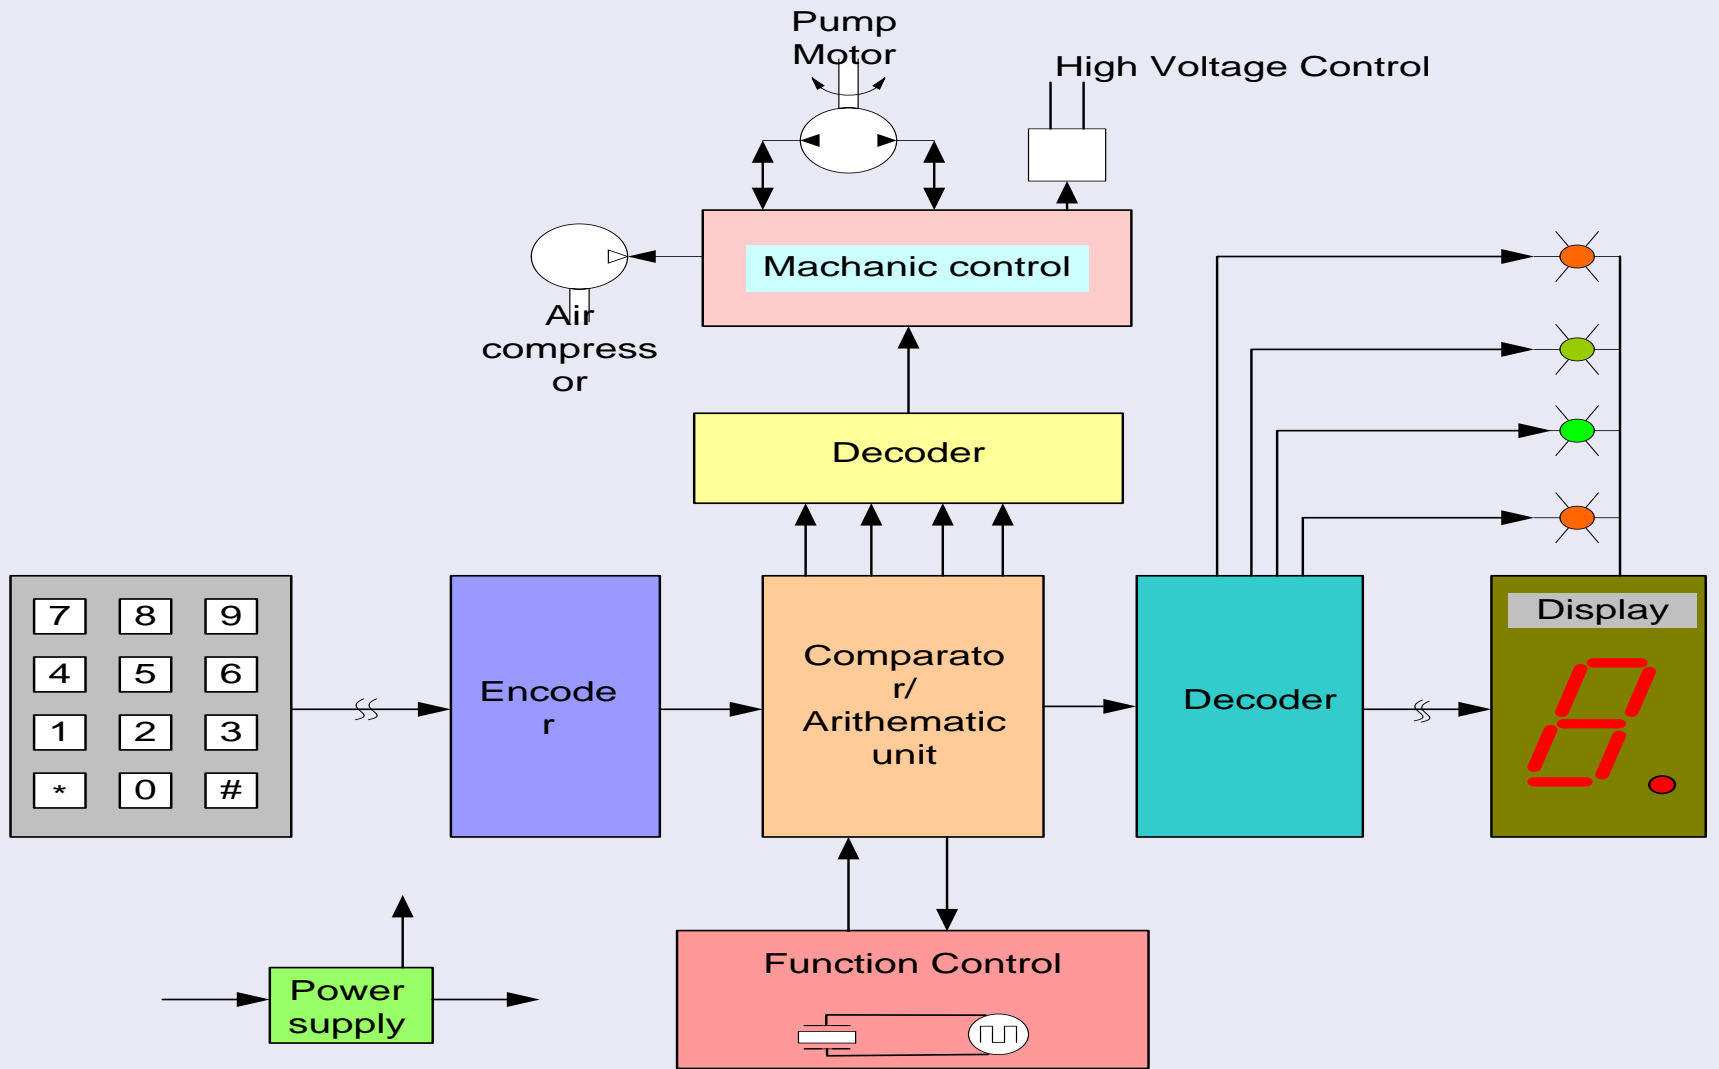 Pump
Motor
High Voltage Control
Machanic control
Air
compress
or
Decoder
7 8 9
4 5 6
1 2 3
* 0 #
Encode
r
Comparato
r/
Arithematic
unit
Decoder
Display
8.
Function Control
Power
supply